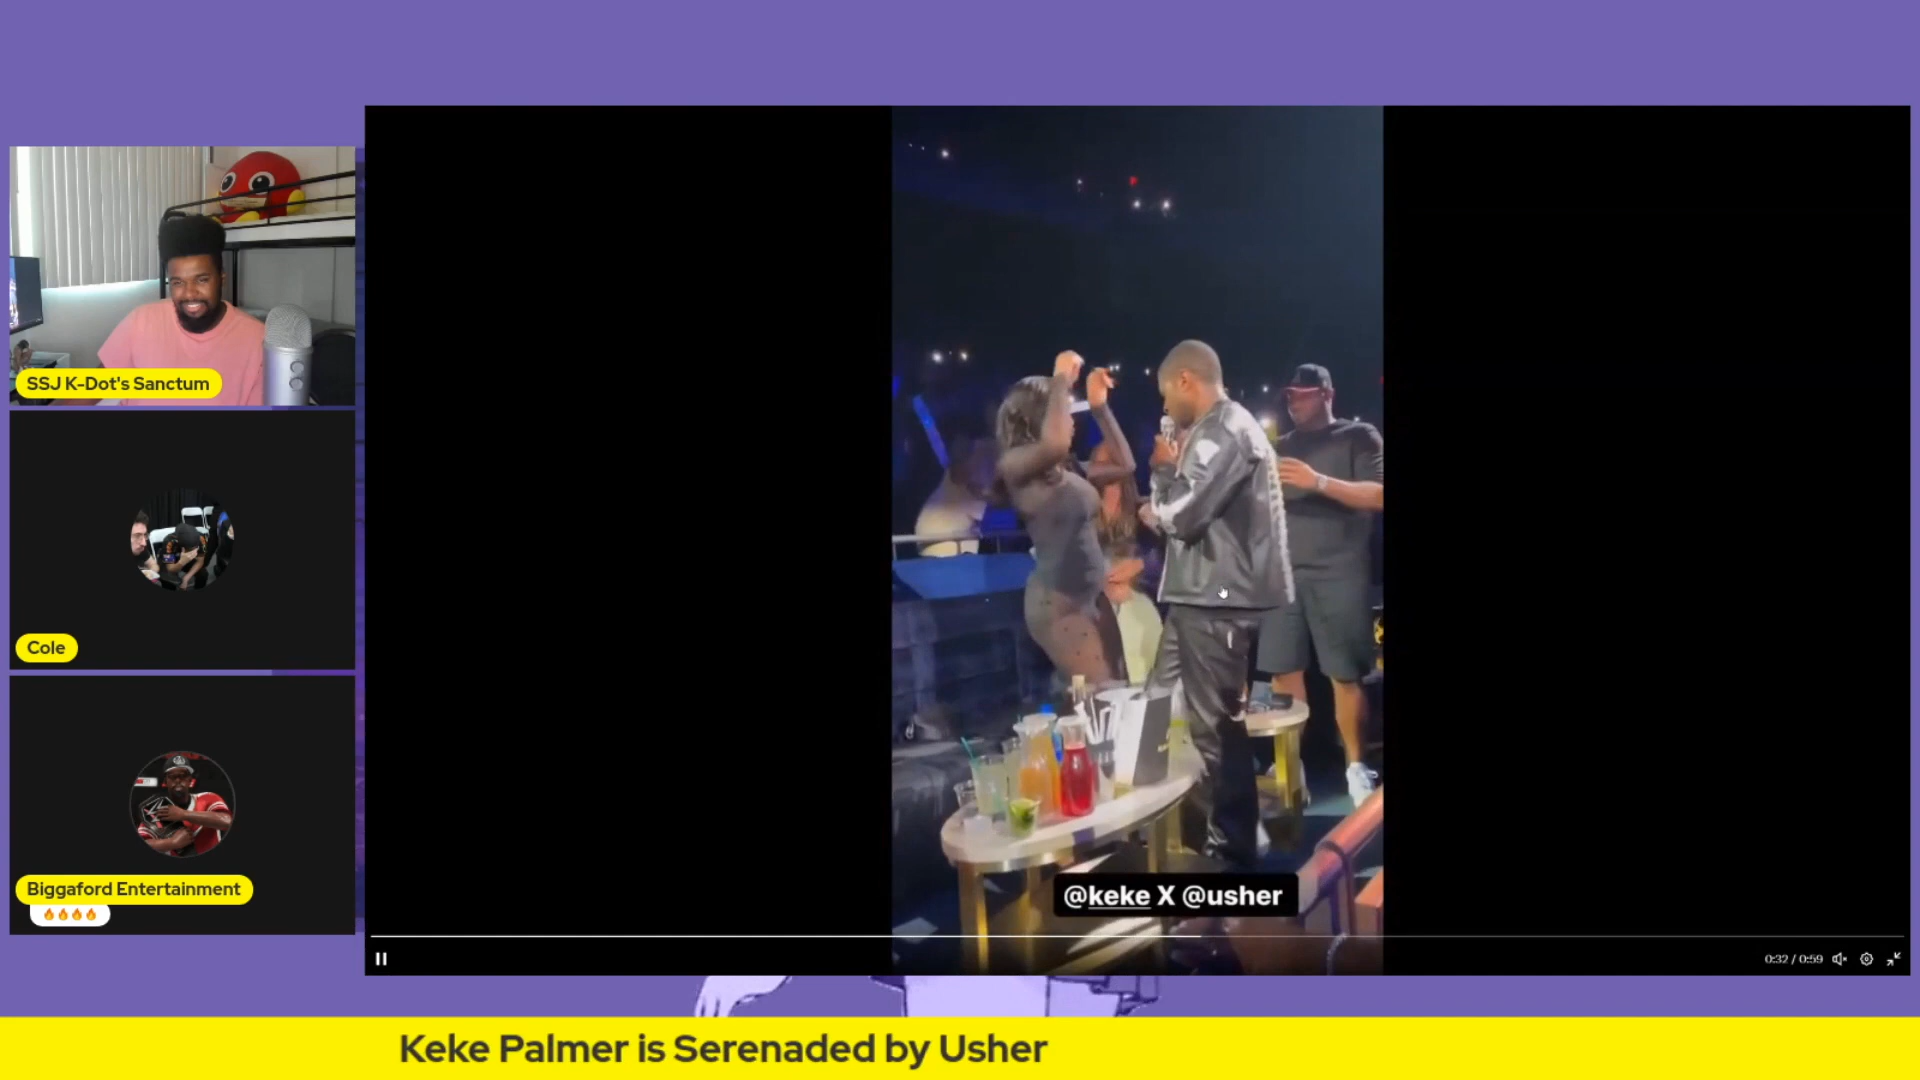 SSJ K-Dot's Sanctum
Cole
Biggaford Entertainment
@keke X @usher
0:32 / 0:59
Keke Palmer is Serenaded by Usher